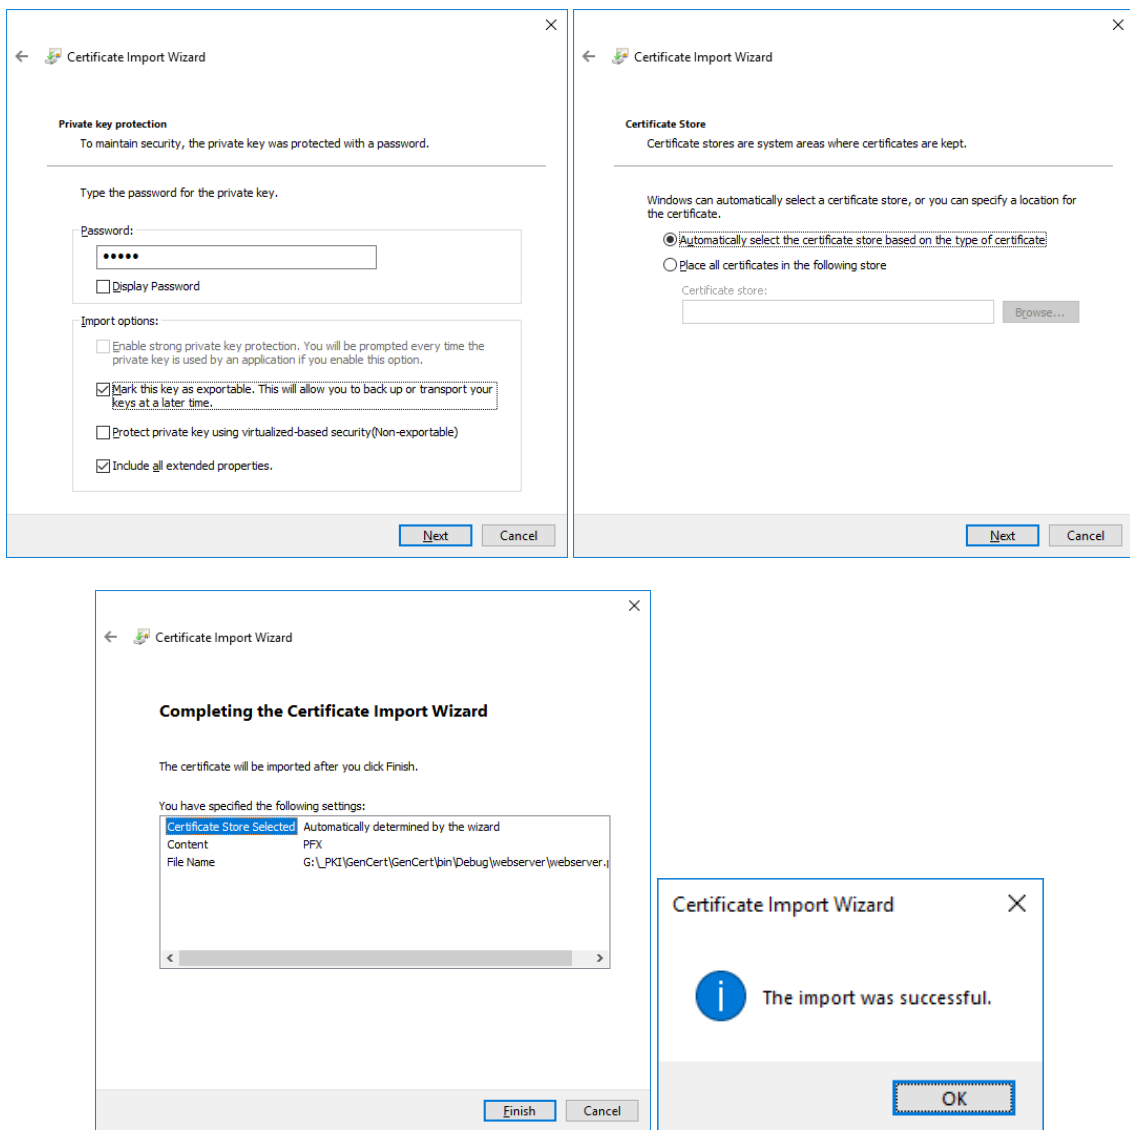 Certificate Import Wizard
Private key protection
To maintain security, the private key was protected with a password.
Type the password for the private key.
Password:
•••••
Display Password
Import options:
Enable strong private key protection. You will be prompted every time the
private key is used by an application if you enable this option.
Mark this key as exportable. This will allow you to back up or transport your
keys at a later time.
Protect private key using virtualized-based security(Non-exportable)
Include all extended properties.
Next Cancel
Certificate Import Wizard
Certificate Store
Certificate stores are system areas where certificates are kept.
Windows can automatically select a certificate store, or you can specify a location for
the certificate.
Automatically select the certificate store based on the type of certificate
Place all certificates in the following store
Certificate store:
Browse...
Next Cancel
Certificate Import Wizard
Completing the Certificate Import Wizard
The certificate will be imported after you click Finish.
You have specified the following settings:
Certificate Store Selected Automatically determined by the wizard
Content PFX
File Name G:\_PKI\GenCert\GenCert\bin\Debug\webserver\webserver.
Finish Cancel
Certificate Import Wizard
The import was successful.
OK